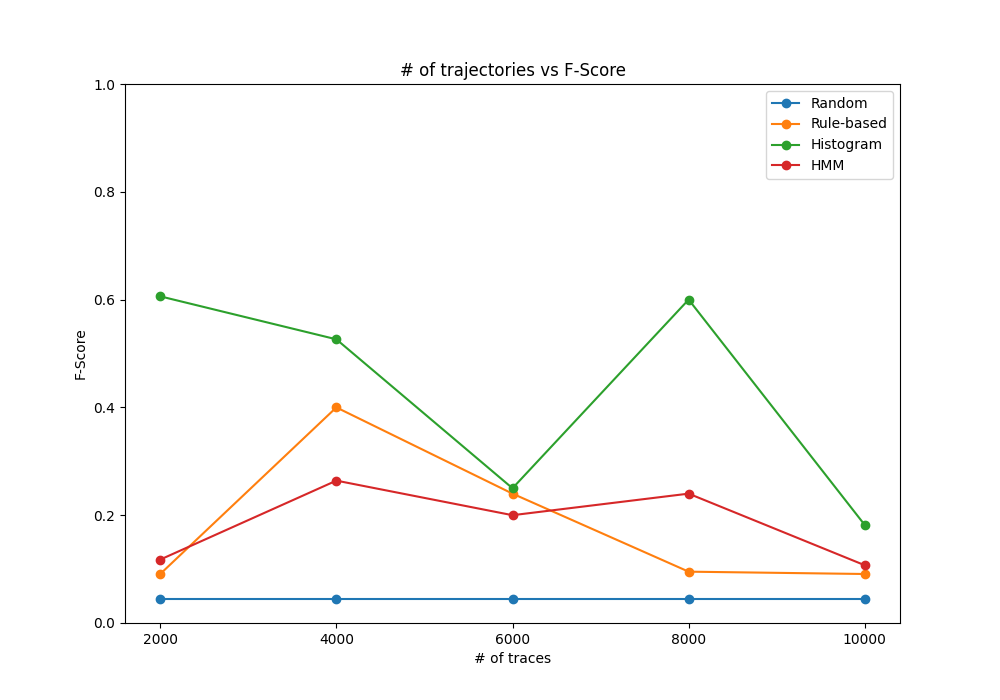 # of trajectories vs F-Score
1.0
0.8
0.6
0.4
0.2
0.0
F-Score
Random
Rule-based
Histogram
HMM
2000
4000
6000
8000
10000
# of traces